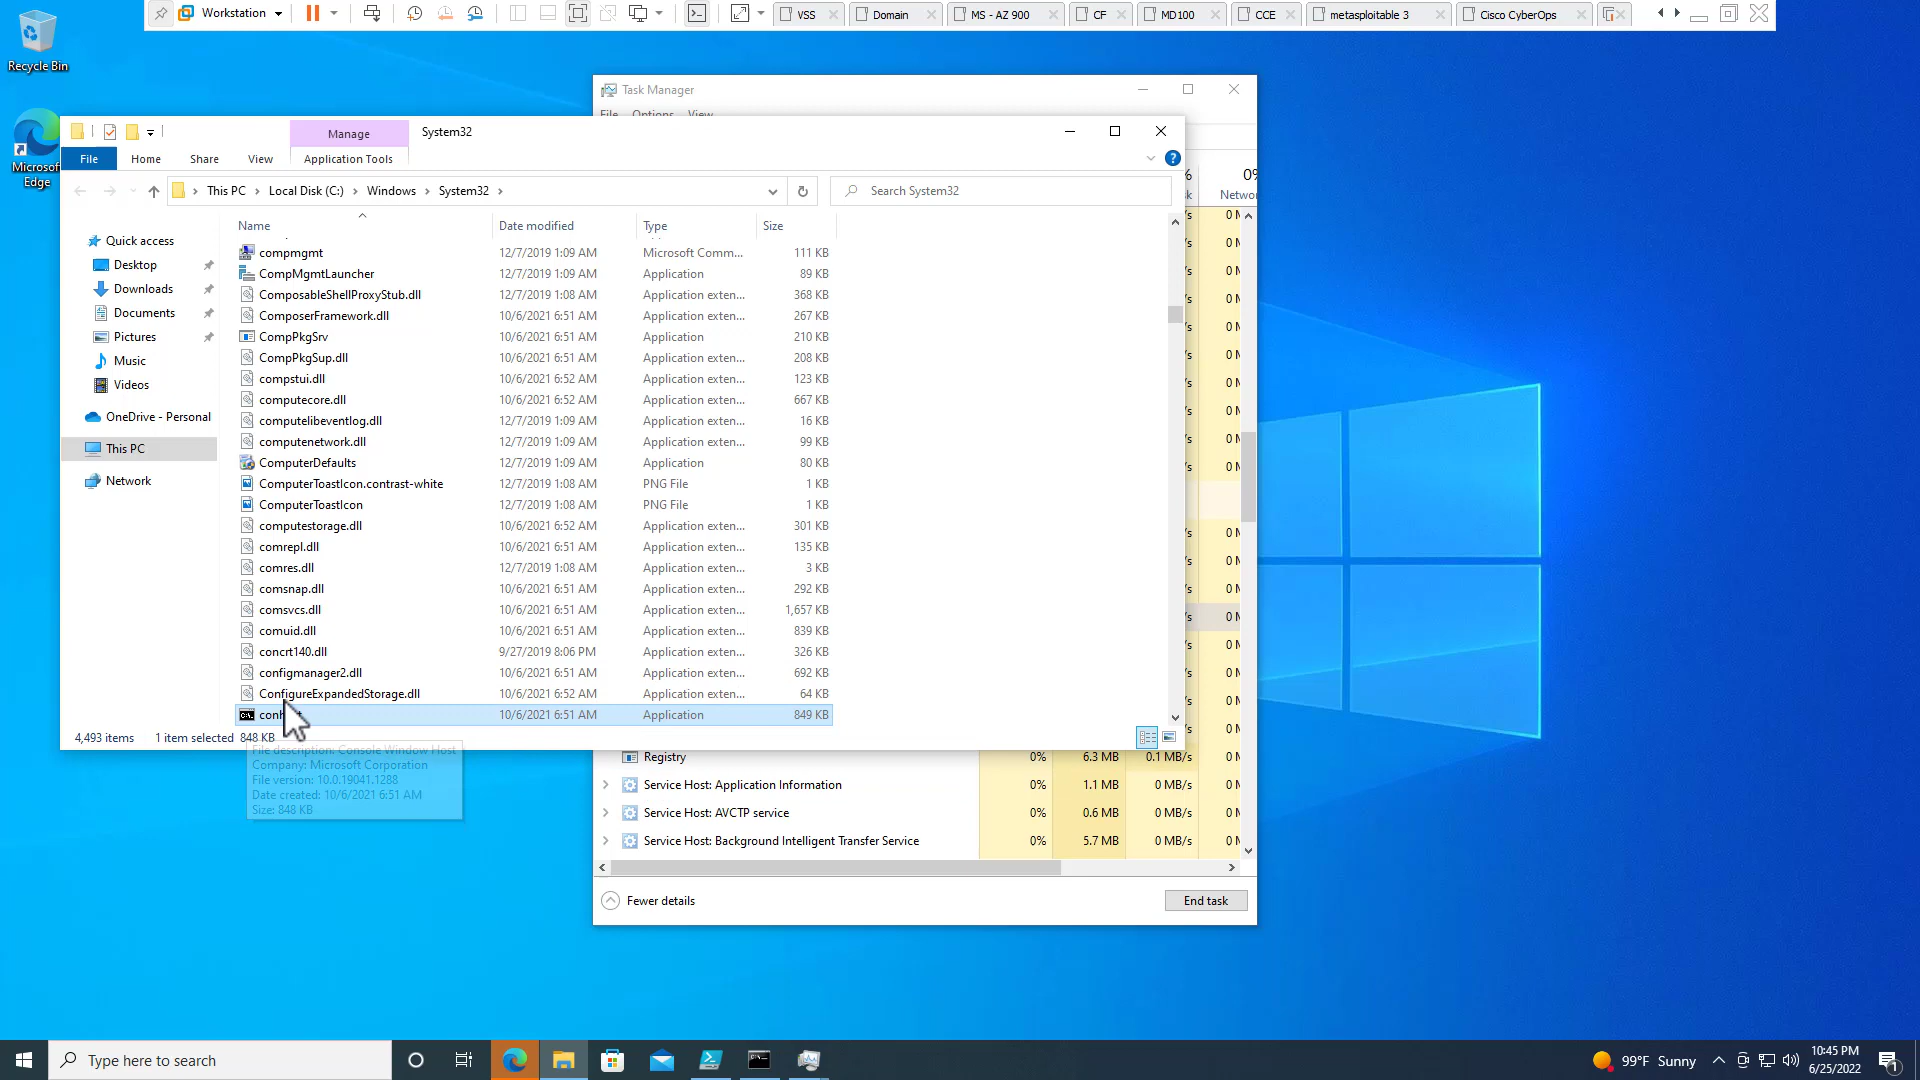 Workstation
VSS
Domain
MS - AZ 900
CF
MD100
CCE
metasploitable 3
Cisco CyberOps
Recycle Bin
Microsoft Edge
Task Manager
File Options View
Manage
System32
File
Home
Share
View
Application Tools
This PC
Local Disk (C:)
Windows
System32
Search System32
Name
Date modified
Type
Size
Quick access
Desktop
Downloads
Documents
Pictures
Music
Videos
OneDrive - Personal
This PC
Network
compmgmt 12/7/2019 1:09 AM Microsoft Comm... 111 KB
CompMgmtLauncher 12/7/2019 1:09 AM Application 89 KB
ComposableShellProxyStub.dll 12/7/2019 1:08 AM Application exten... 368 KB
ComposerFramework.dll 10/6/2021 6:51 AM Application exten... 267 KB
CompPkgSrv 10/6/2021 6:51 AM Application 210 KB
CompPkgSup.dll 10/6/2021 6:51 AM Application exten... 208 KB
compstui.dll 10/6/2021 6:52 AM Application exten... 123 KB
computecore.dll 10/6/2021 6:52 AM Application exten... 667 KB
computelibeventlog.dll 12/7/2019 1:09 AM Application exten... 16 KB
computenetwork.dll 12/7/2019 1:09 AM Application exten... 99 KB
ComputerDefaults 12/7/2019 1:09 AM Application 80 KB
ComputerToastIcon.contrast-white 12/7/2019 1:08 AM PNG File 1 KB
ComputerToastIcon 12/7/2019 1:08 AM PNG File 1 KB
computestorage.dll 10/6/2021 6:52 AM Application exten... 301 KB
comrepl.dll 10/6/2021 6:51 AM Application exten... 135 KB
comres.dll 12/7/2019 1:08 AM Application exten... 3 KB
comsnap.dll 10/6/2021 6:51 AM Application exten... 292 KB
comsvcs.dll 10/6/2021 6:51 AM Application exten... 1,657 KB
comuid.dll 10/6/2021 6:51 AM Application exten... 839 KB
concrt140.dll 9/27/2019 8:06 PM Application exten... 326 KB
configmanager2.dll 10/6/2021 6:51 AM Application exten... 692 KB
ConfigureExpandedStorage.dll 10/6/2021 6:52 AM Application exten... 64 KB
10/6/2021 6:51 AM Application 849 KB
4,493 items 1 item selected 848 KB
File description: Console Window Host
Company: Microsoft Corporation
File version: 10.0.19041.1288
Date created: 10/6/2021 6:51 AM
Size: 848 KB
0%
Registry 0% 6.3 MB 0.1 MB/s
Service Host: Application Information 0% 1.1 MB 0 MB/s
Service Host: AVCTP service 0% 0.6 MB 0 MB/s
Service Host: Background Intelligent Transfer Service 0% 5.7 MB 0 MB/s
Fewer details
End task
Type here to search
99°F Sunny
10:45 PM
6/25/2022
1